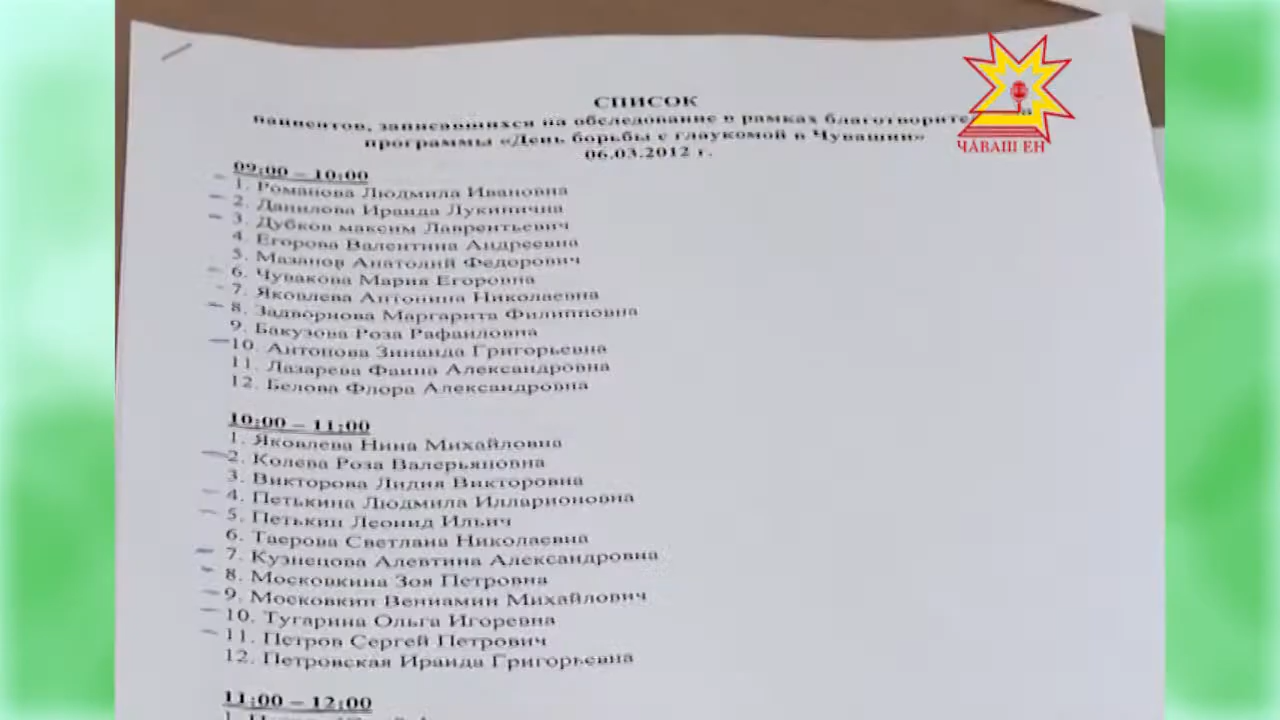 СПИСОК
пациентов, записавшихся на обследование в рамках благотворите
программы «День борьбы с глаукомой в Чувашии»
06.03.2012 г.
ЧӐВАШ ЕН
09:00 – 10:00
1. Романова Людмила Ивановна
2. Данилова Ираида Лукинична
3. Дубков максим Лаврентьевич
4. Егорова Валентина Андреевна
5. Мазанов Анатолий Федорович
6. Чувакова Мария Егоровна
7. Яковлева Антонина Николаевна
8. Задворнова Маргарита Филипповна
9. Бакузова Роза Рафаиловна
10. Антонова Зинаида Григорьевна
11. Лазарева Фаина Александровна
12. Белова Флора Александровна
10:00 – 11:00
1. Яковлева Нина Михайловна
2. Колева Роза Валерьяновна
3. Викторова Лидия Викторовна
4. Петькина Людмила Илларионовна
5. Петькин Леонид Ильич
6. Таерова Светлана Николаевна
7. Кузнецова Алевтина Александровна
8. Московкина Зоя Петровна
9. Московкин Вениамин Михайлович
10. Тугарина Ольга Игоревна
11. Петров Сергей Петрович
12. Петровская Ираида Григорьевна
11:00 – 12:00